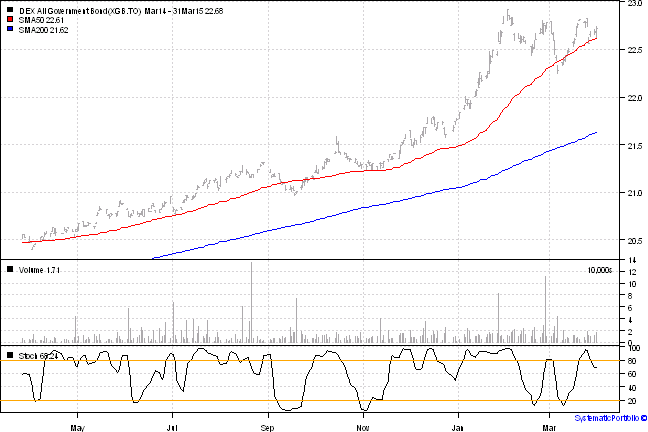 DEX All Government Bond(XGB.TO) Mar14 - 31Mar15 22.68
SMA50 22.61
SMA200 21.62
23.0
22.5
22.0
21.5
21.0
20.5
Volume 1.71
10,000s
14
12
10
8
6
4
2
0
Stoch 68.24
100
80
60
40
20
May Jul Sep Nov Jan Mar
SystematicPortfolio ©